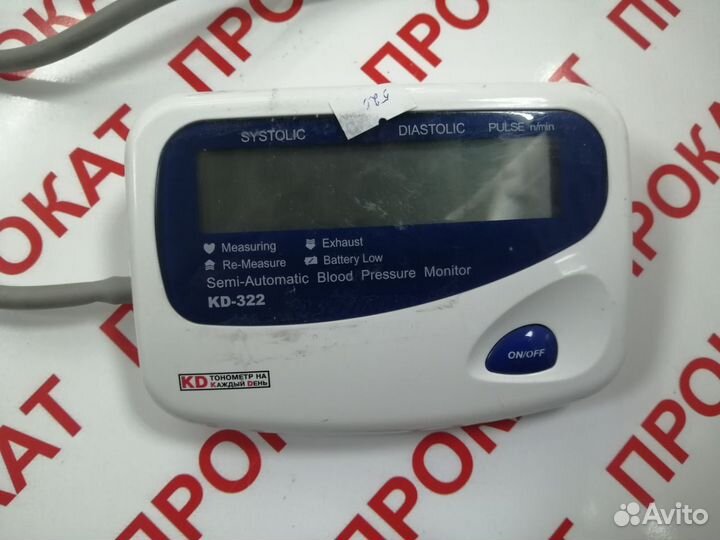 SYSTOLIC DIASTOLIC PULSE n/min
Measuring Exhaust
Re-Measure Battery Low
Semi-Automatic Blood Pressure Monitor
KD-322
ON/OFF
KD ТОНОМЕТР НА
КАЖДЫЙ DЕНЬ
ПРОКАТ
ПРОКАТ
ПРОКАТ
ПРОКАТ
ПРОКАТ
Avito